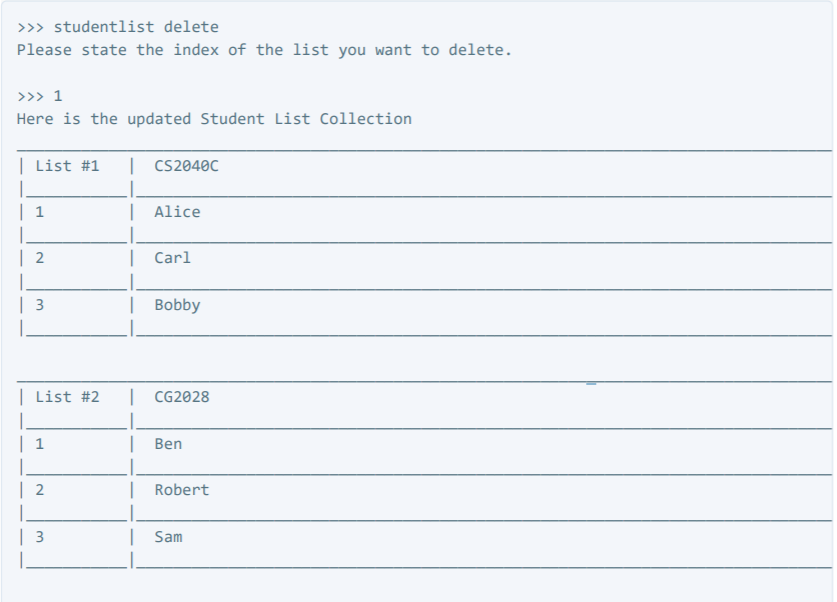 >>> studentlist delete
Please state the index of the list you want to delete.
>>> 1
Here is the updated Student List Collection
| List #1 | CS2040C
| 1 | Alice
| 2 | Carl
| 3 | Bobby
| List #2 | CG2028
| 1 | Ben
| 2 | Robert
| 3 | Sam